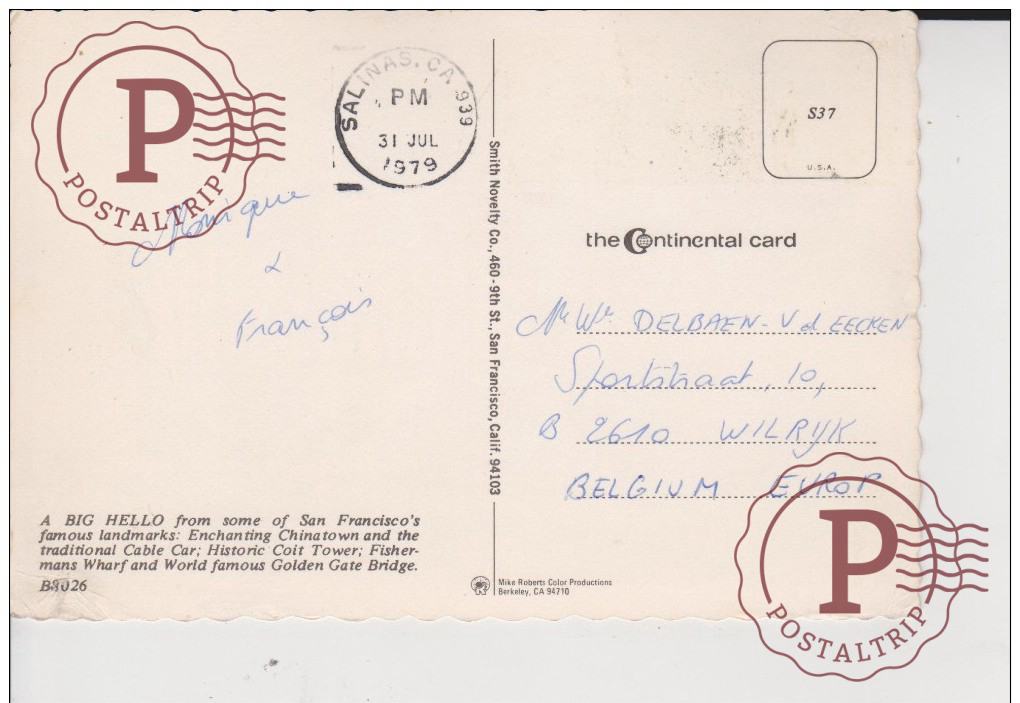 P
POSTALTRIP
SALINAS, CA 939
PM
31 JUL
1979
Monique
&
François
A BIG HELLO from some of San Francisco's
famous landmarks: Enchanting Chinatown and the
traditional Cable Car; Historic Coit Tower; Fisher-
mans Wharf and World famous Golden Gate Bridge.
B8026
Smith Novelty Co., 460 - 9th St., San Francisco, Calif. 94103
Mike Roberts Color Productions
Berkeley, CA 94710
S37
U.S.A.
the Continental card
DELBAEN - V d EECKEN
Sportstraat, 10,
B 2610 WILRIJK
BELGIUM EUROP
P
POSTALTRIP